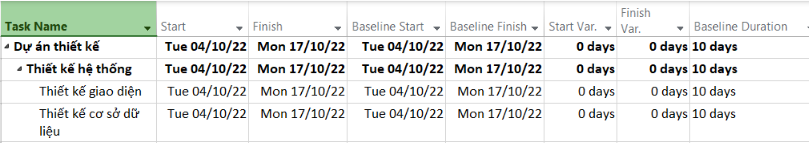 Task Name Start Finish Baseline Start Baseline Finish Start Var. Finish Var. Baseline Duration
Dự án thiết kế Tue 04/10/22 Mon 17/10/22 Tue 04/10/22 Mon 17/10/22 0 days 0 days 10 days
Thiết kế hệ thống Tue 04/10/22 Mon 17/10/22 Tue 04/10/22 Mon 17/10/22 0 days 0 days 10 days
Thiết kế giao diện Tue 04/10/22 Mon 17/10/22 Tue 04/10/22 Mon 17/10/22 0 days 0 days 10 days
Thiết kế cơ sở dữ Tue 04/10/22 Mon 17/10/22 Tue 04/10/22 Mon 17/10/22 0 days 0 days 10 days
liệu